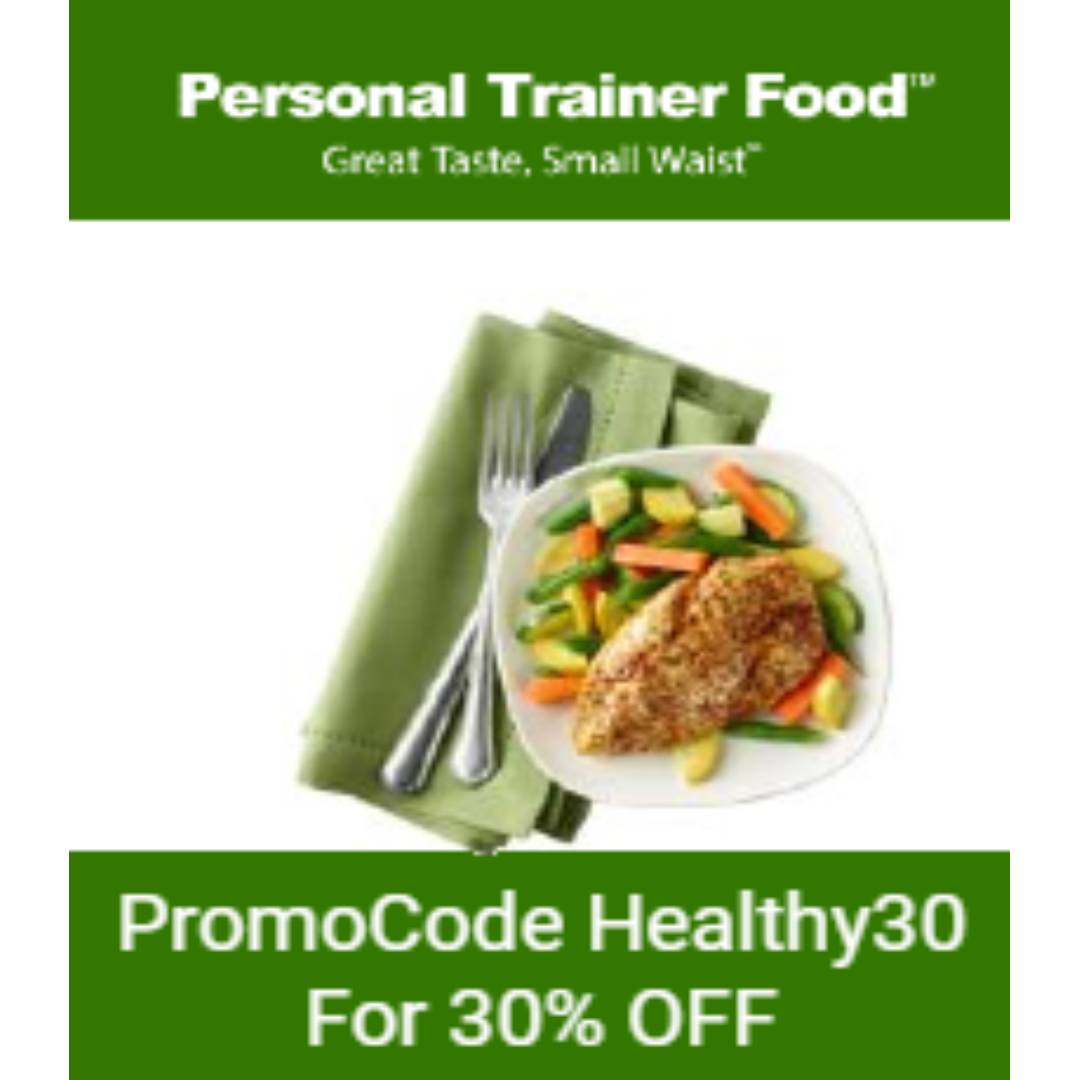 Personal Trainer Food™
Great Taste, Small Waist™
PromoCode Healthy30
For 30% OFF